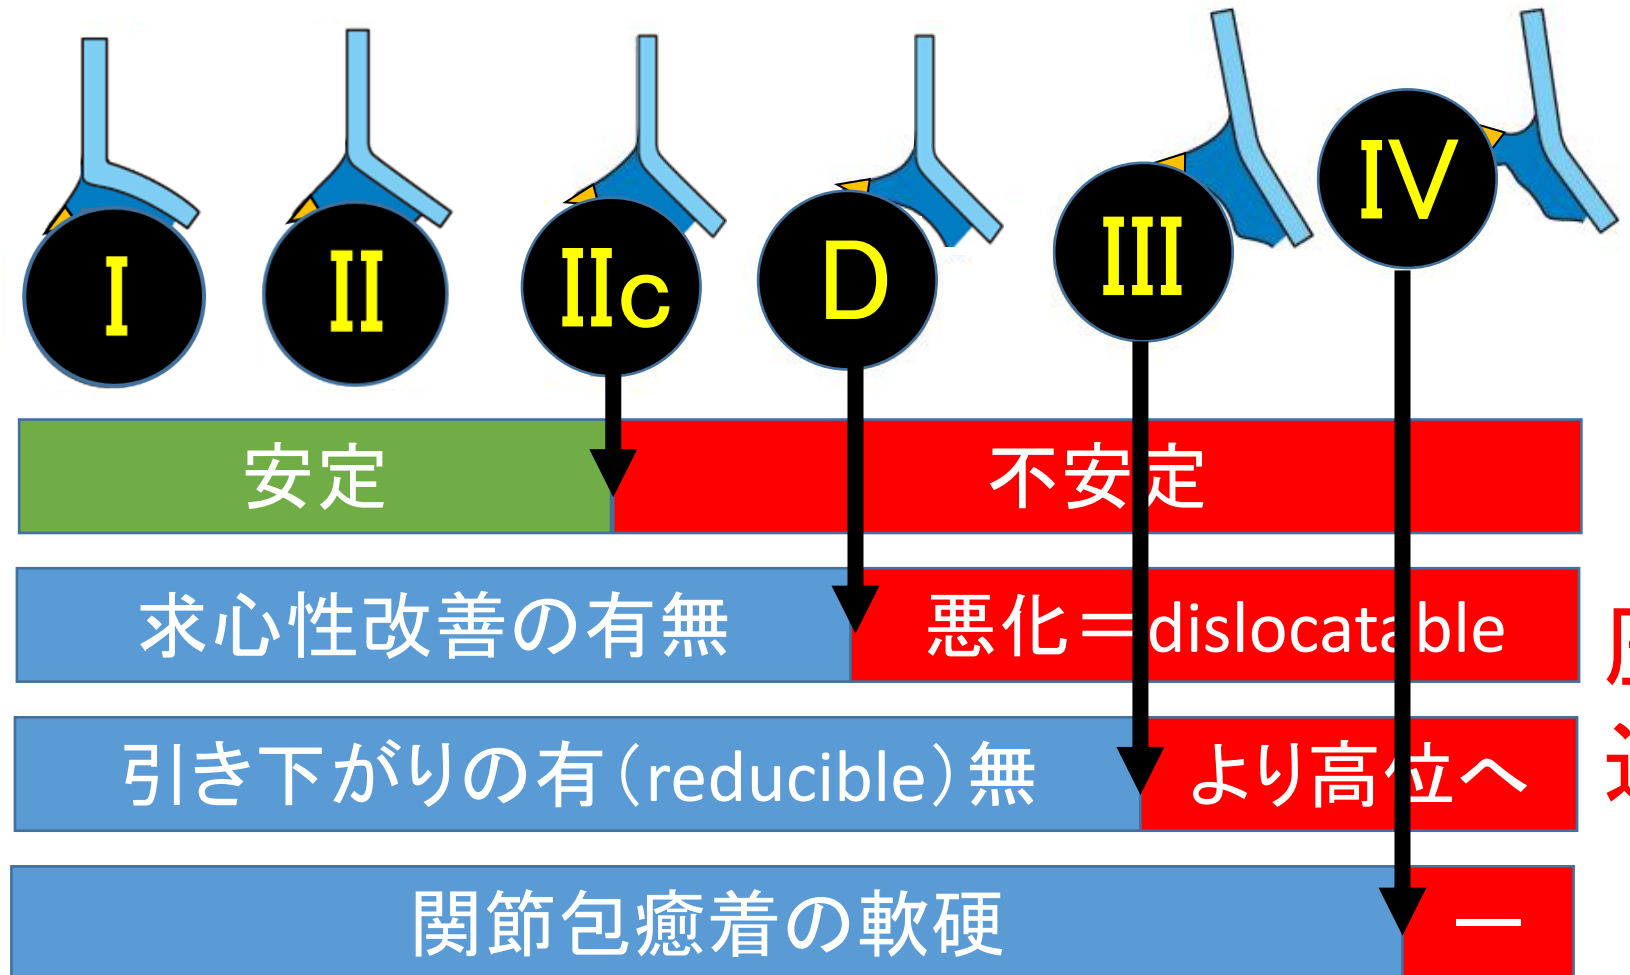 I II IIc D III IV
安定 不安定
求心性改善の有無 悪化＝dislocatable
引き下がりの有（reducible）無 より高位へ
関節包癒着の軟硬 ー